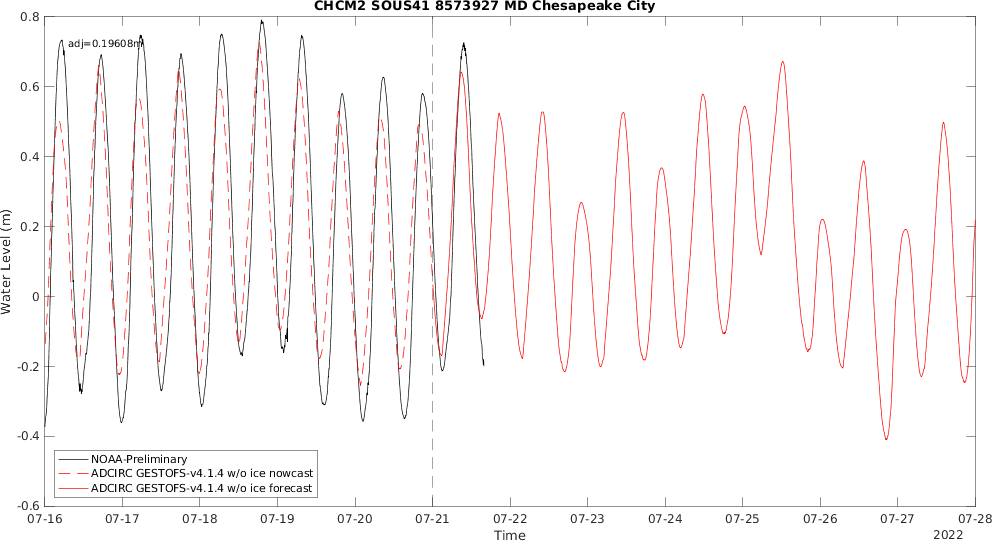 CHCM2 SOUS41 8573927 MD Chesapeake City
adj=0.19608m
Water Level (m)
0.8
0.6
0.4
0.2
0
-0.2
-0.4
-0.6
NOAA-Preliminary
ADCIRC GESTOFS-v4.1.4 w/o ice nowcast
ADCIRC GESTOFS-v4.1.4 w/o ice forecast
07-16 07-17 07-18 07-19 07-20 07-21 07-22 07-23 07-24 07-25 07-26 07-27 07-28
Time
2022